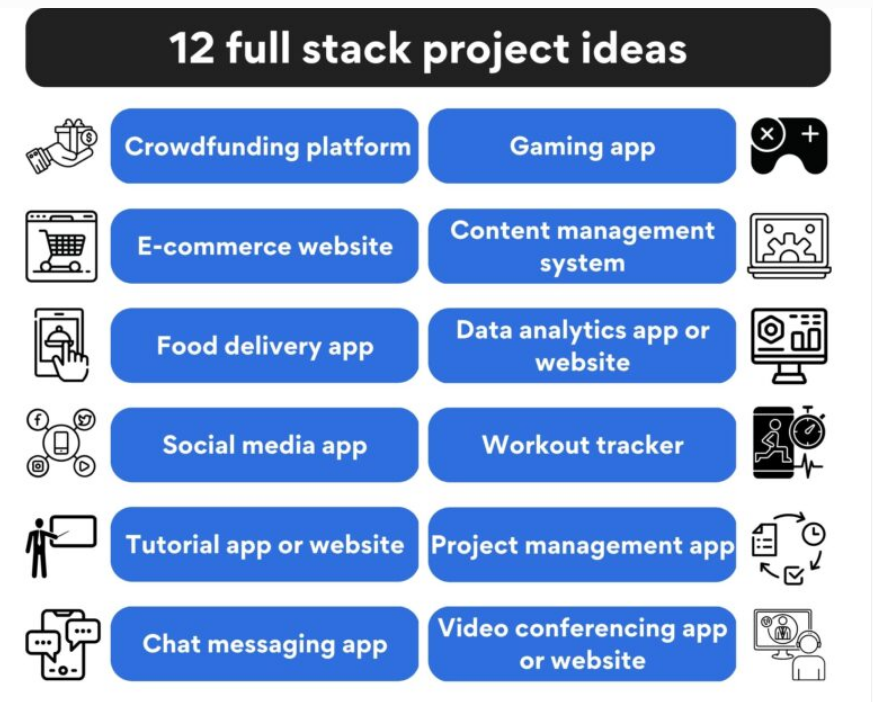 12 full stack project ideas
Crowdfunding platform
Gaming app
E-commerce website
Content management
system
Food delivery app
Data analytics app or
website
Social media app
Workout tracker
Tutorial app or website
Project management app
Chat messaging app
Video conferencing app
or website